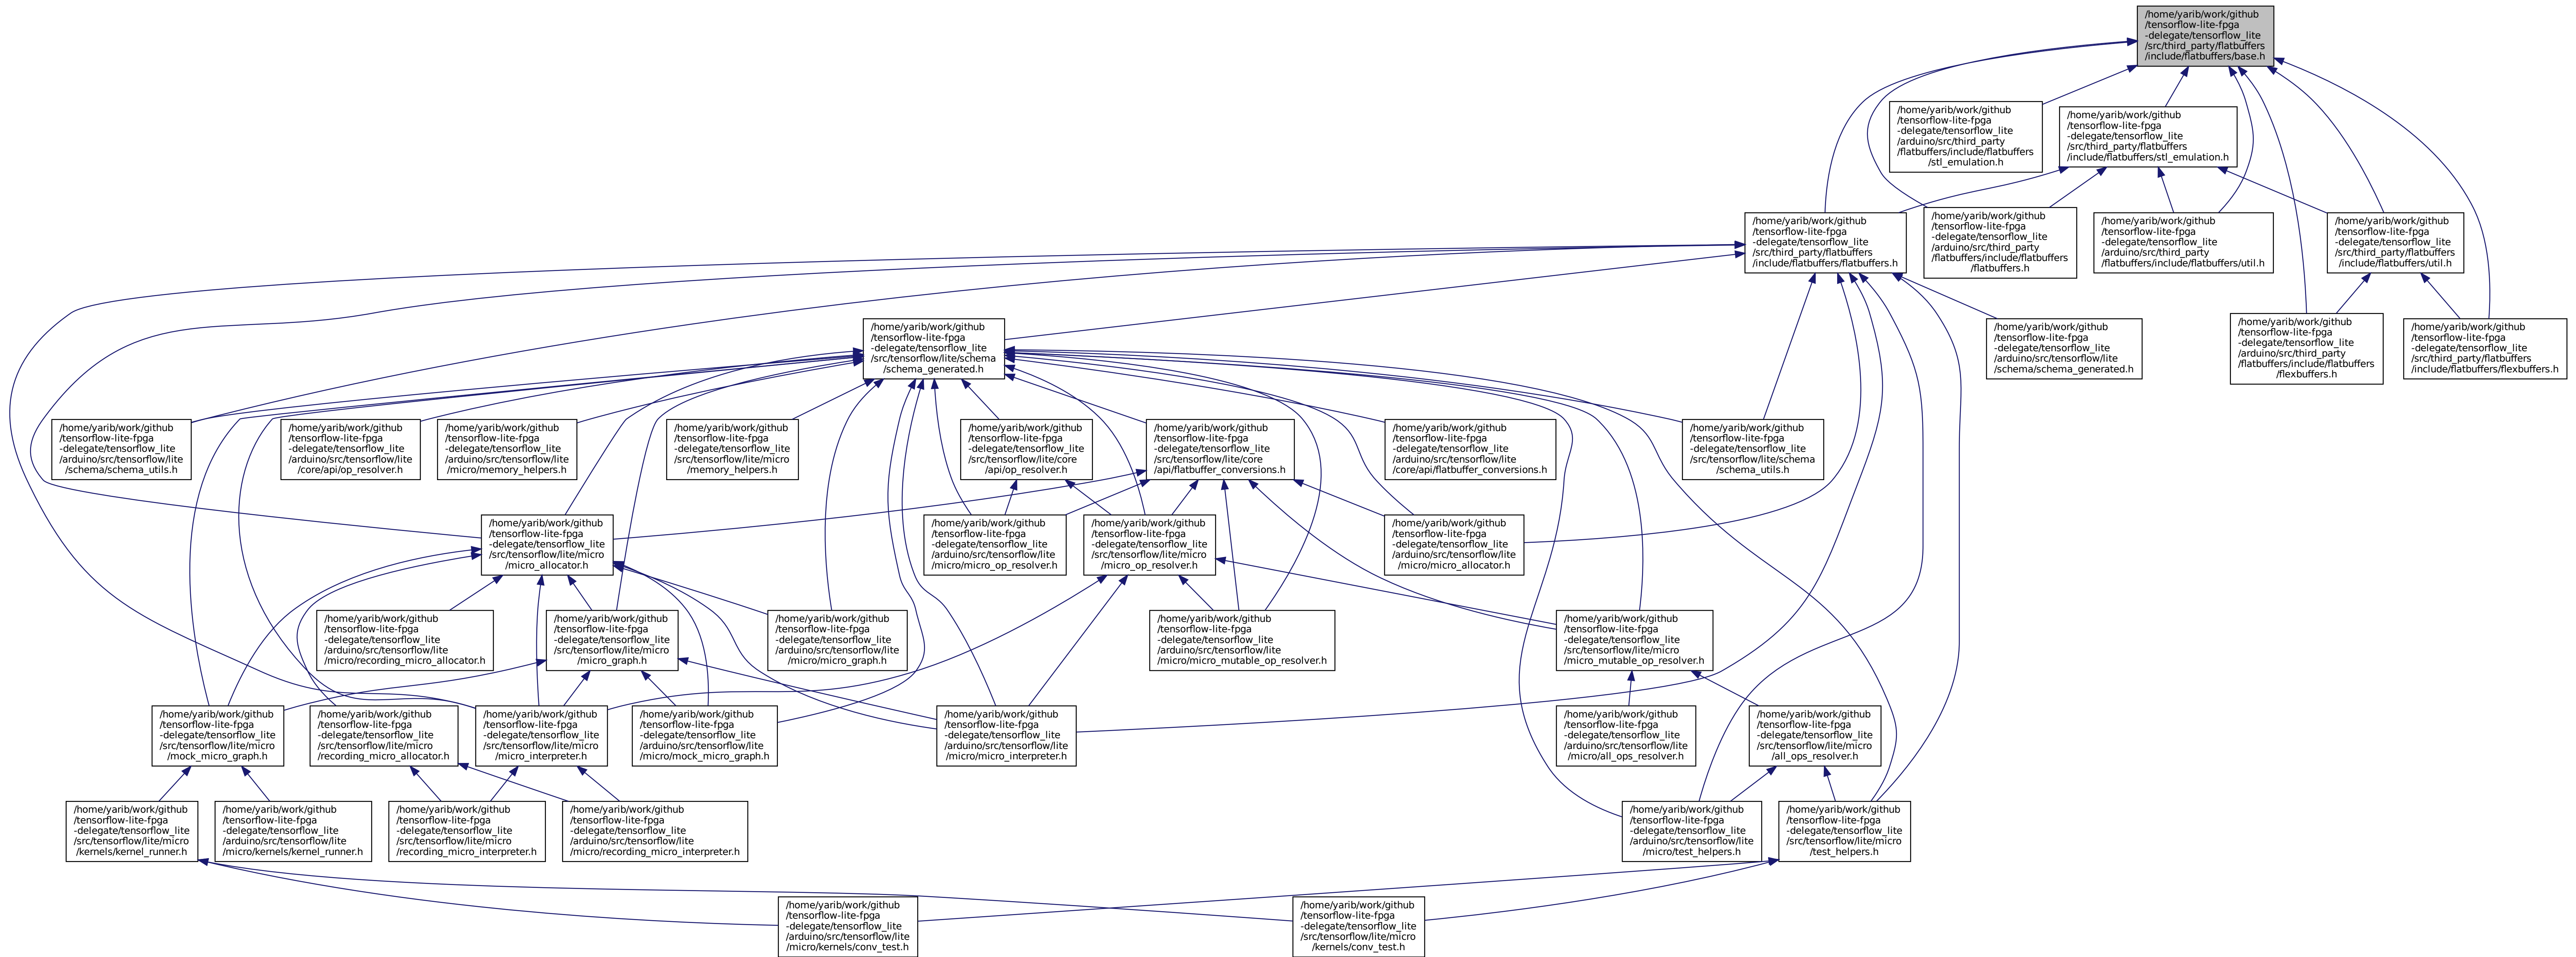 /home/yarib/work/github
/tensorflow-lite-fpga
-delegate/tensorflow_lite
/src/third_party/flatbuffers
/include/flatbuffers/base.h
/home/yarib/work/github
/tensorflow-lite-fpga
-delegate/tensorflow_lite
/arduino/src/third_party
/flatbuffers/include/flatbuffers
/stl_emulation.h
/home/yarib/work/github
/tensorflow-lite-fpga
-delegate/tensorflow_lite
/src/third_party/flatbuffers
/include/flatbuffers/stl_emulation.h
/home/yarib/work/github
/tensorflow-lite-fpga
-delegate/tensorflow_lite
/src/third_party/flatbuffers
/include/flatbuffers/flatbuffers.h
/home/yarib/work/github
/tensorflow-lite-fpga
-delegate/tensorflow_lite
/arduino/src/third_party
/flatbuffers/include/flatbuffers
/flatbuffers.h
/home/yarib/work/github
/tensorflow-lite-fpga
-delegate/tensorflow_lite
/arduino/src/third_party
/flatbuffers/include/flatbuffers/util.h
/home/yarib/work/github
/tensorflow-lite-fpga
-delegate/tensorflow_lite
/src/third_party/flatbuffers
/include/flatbuffers/util.h
/home/yarib/work/github
/tensorflow-lite-fpga
-delegate/tensorflow_lite
/src/tensorflow/lite/schema
/schema_generated.h
/home/yarib/work/github
/tensorflow-lite-fpga
-delegate/tensorflow_lite
/arduino/src/tensorflow/lite
/schema/schema_generated.h
/home/yarib/work/github
/tensorflow-lite-fpga
-delegate/tensorflow_lite
/arduino/src/third_party
/flatbuffers/include/flatbuffers
/flexbuffers.h
/home/yarib/work/github
/tensorflow-lite-fpga
-delegate/tensorflow_lite
/src/third_party/flatbuffers
/include/flatbuffers/flexbuffers.h
/home/yarib/work/github
/tensorflow-lite-fpga
-delegate/tensorflow_lite
/arduino/src/tensorflow/lite
/schema/schema_utils.h
/home/yarib/work/github
/tensorflow-lite-fpga
-delegate/tensorflow_lite
/arduino/src/tensorflow/lite
/core/api/op_resolver.h
/home/yarib/work/github
/tensorflow-lite-fpga
-delegate/tensorflow_lite
/arduino/src/tensorflow/lite
/micro/memory_helpers.h
/home/yarib/work/github
/tensorflow-lite-fpga
-delegate/tensorflow_lite
/src/tensorflow/lite/micro
/memory_helpers.h
/home/yarib/work/github
/tensorflow-lite-fpga
-delegate/tensorflow_lite
/src/tensorflow/lite/core
/api/op_resolver.h
/home/yarib/work/github
/tensorflow-lite-fpga
-delegate/tensorflow_lite
/src/tensorflow/lite/core
/api/flatbuffer_conversions.h
/home/yarib/work/github
/tensorflow-lite-fpga
-delegate/tensorflow_lite
/arduino/src/tensorflow/lite
/core/api/flatbuffer_conversions.h
/home/yarib/work/github
/tensorflow-lite-fpga
-delegate/tensorflow_lite
/src/tensorflow/lite/schema
/schema_utils.h
/home/yarib/work/github
/tensorflow-lite-fpga
-delegate/tensorflow_lite
/src/tensorflow/lite/micro
/micro_allocator.h
/home/yarib/work/github
/tensorflow-lite-fpga
-delegate/tensorflow_lite
/arduino/src/tensorflow/lite
/micro/micro_op_resolver.h
/home/yarib/work/github
/tensorflow-lite-fpga
-delegate/tensorflow_lite
/src/tensorflow/lite/micro
/micro_op_resolver.h
/home/yarib/work/github
/tensorflow-lite-fpga
-delegate/tensorflow_lite
/arduino/src/tensorflow/lite
/micro/micro_allocator.h
/home/yarib/work/github
/tensorflow-lite-fpga
-delegate/tensorflow_lite
/arduino/src/tensorflow/lite
/micro/recording_micro_allocator.h
/home/yarib/work/github
/tensorflow-lite-fpga
-delegate/tensorflow_lite
/src/tensorflow/lite/micro
/micro_graph.h
/home/yarib/work/github
/tensorflow-lite-fpga
-delegate/tensorflow_lite
/arduino/src/tensorflow/lite
/micro/micro_graph.h
/home/yarib/work/github
/tensorflow-lite-fpga
-delegate/tensorflow_lite
/arduino/src/tensorflow/lite
/micro/micro_mutable_op_resolver.h
/home/yarib/work/github
/tensorflow-lite-fpga
-delegate/tensorflow_lite
/src/tensorflow/lite/micro
/micro_mutable_op_resolver.h
/home/yarib/work/github
/tensorflow-lite-fpga
-delegate/tensorflow_lite
/src/tensorflow/lite/micro
/mock_micro_graph.h
/home/yarib/work/github
/tensorflow-lite-fpga
-delegate/tensorflow_lite
/src/tensorflow/lite/micro
/recording_micro_allocator.h
/home/yarib/work/github
/tensorflow-lite-fpga
-delegate/tensorflow_lite
/src/tensorflow/lite/micro
/micro_interpreter.h
/home/yarib/work/github
/tensorflow-lite-fpga
-delegate/tensorflow_lite
/arduino/src/tensorflow/lite
/micro/mock_micro_graph.h
/home/yarib/work/github
/tensorflow-lite-fpga
-delegate/tensorflow_lite
/arduino/src/tensorflow/lite
/micro/micro_interpreter.h
/home/yarib/work/github
/tensorflow-lite-fpga
-delegate/tensorflow_lite
/arduino/src/tensorflow/lite
/micro/all_ops_resolver.h
/home/yarib/work/github
/tensorflow-lite-fpga
-delegate/tensorflow_lite
/src/tensorflow/lite/micro
/all_ops_resolver.h
/home/yarib/work/github
/tensorflow-lite-fpga
-delegate/tensorflow_lite
/src/tensorflow/lite/micro
/kernels/kernel_runner.h
/home/yarib/work/github
/tensorflow-lite-fpga
-delegate/tensorflow_lite
/arduino/src/tensorflow/lite
/micro/kernels/kernel_runner.h
/home/yarib/work/github
/tensorflow-lite-fpga
-delegate/tensorflow_lite
/src/tensorflow/lite/micro
/recording_micro_interpreter.h
/home/yarib/work/github
/tensorflow-lite-fpga
-delegate/tensorflow_lite
/arduino/src/tensorflow/lite
/micro/recording_micro_interpreter.h
/home/yarib/work/github
/tensorflow-lite-fpga
-delegate/tensorflow_lite
/arduino/src/tensorflow/lite
/micro/test_helpers.h
/home/yarib/work/github
/tensorflow-lite-fpga
-delegate/tensorflow_lite
/src/tensorflow/lite/micro
/test_helpers.h
/home/yarib/work/github
/tensorflow-lite-fpga
-delegate/tensorflow_lite
/arduino/src/tensorflow/lite
/micro/kernels/conv_test.h
/home/yarib/work/github
/tensorflow-lite-fpga
-delegate/tensorflow_lite
/src/tensorflow/lite/micro
/kernels/conv_test.h